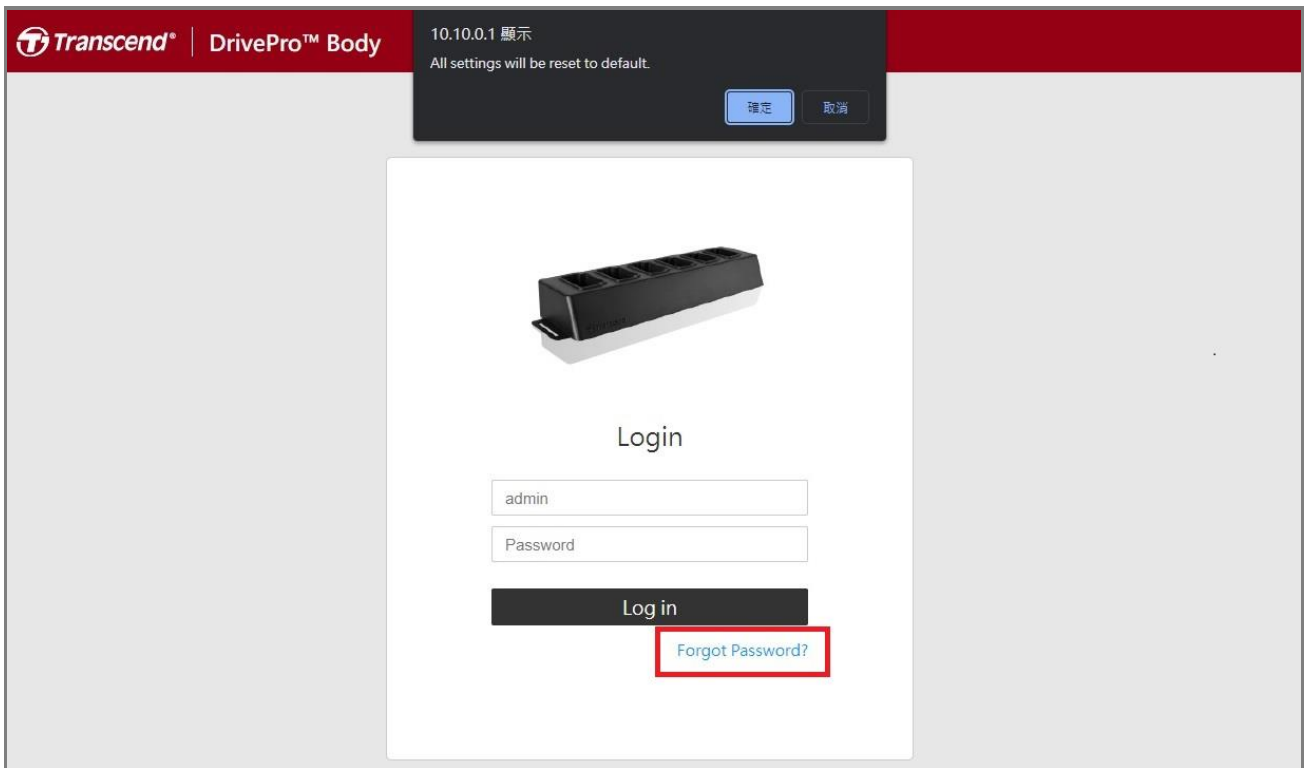 Transcend® DrivePro™ Body
10.10.0.1 顯示
All settings will be reset to default.
確定 取消
Login
admin
Password
Log in
Forgot Password?